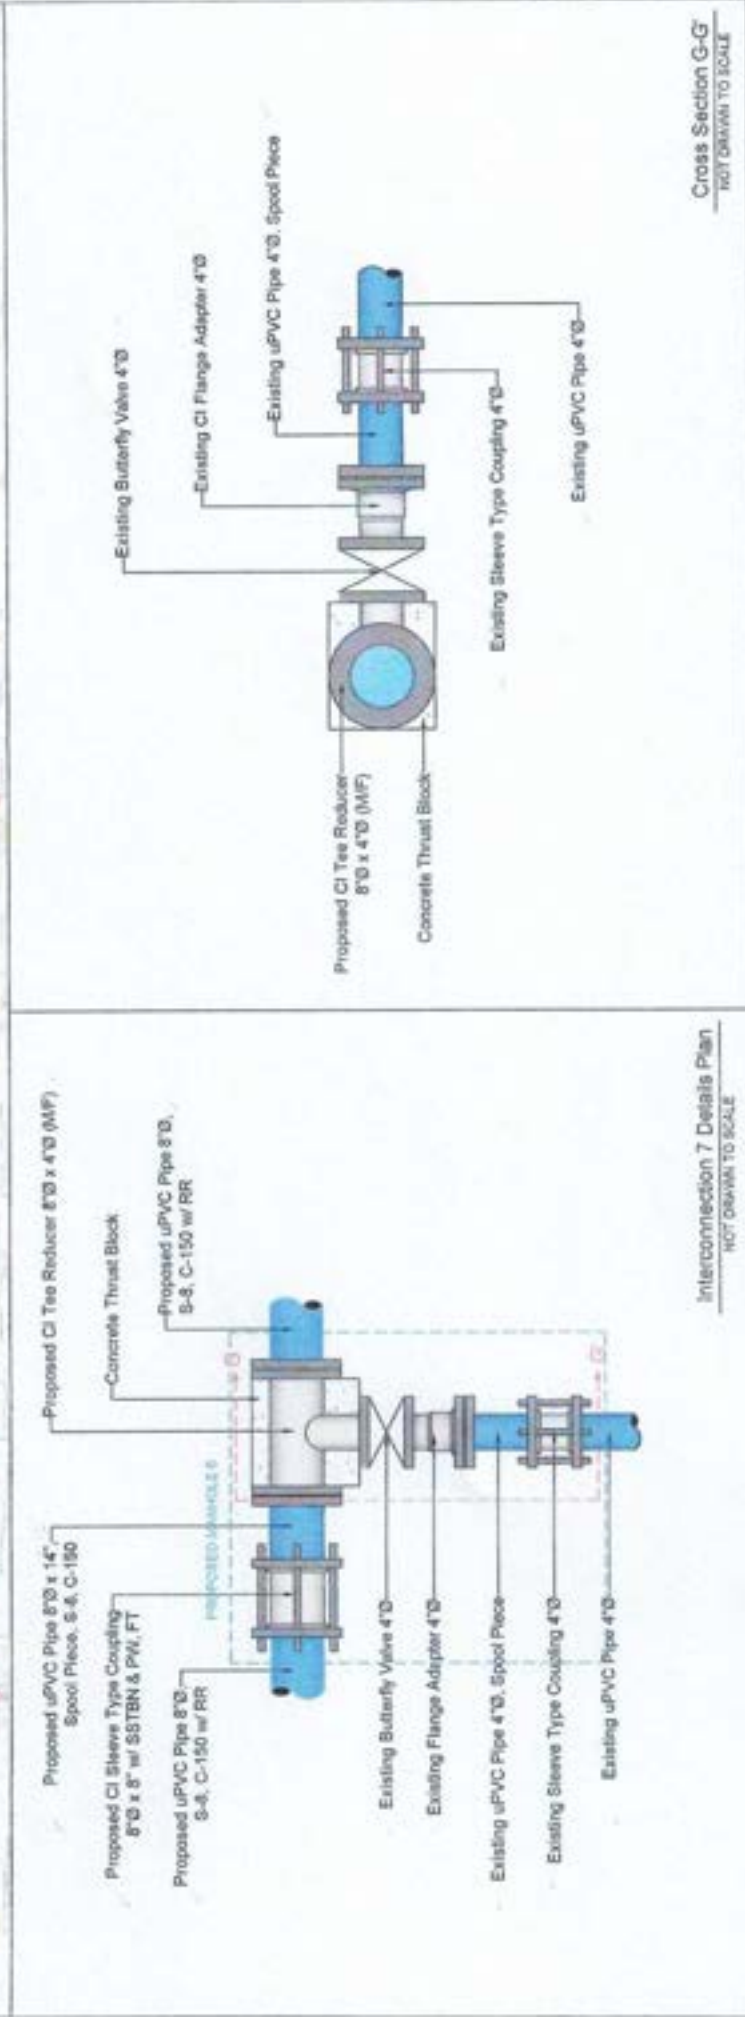 Proposed CI Tee Reducer 8"Ø x 4"Ø (M/F)
Proposed uPVC Pipe 8"Ø x 14",
Spool Piece, S-8, C-150
Concrete Thrust Block
Proposed CI Sleeve Type Coupling
8"Ø x 8" w/ SSTBN & PW, FT
Proposed uPVC Pipe 8"Ø,
S-8, C-150 w/ RR
Proposed uPVC Pipe 8"Ø,
S-8, C-150 w/ RR
PROPOSED MANHOLE
G
G
Existing Butterfly Valve 4"Ø
Existing Flange Adapter 4"Ø
Existing uPVC Pipe 4"Ø, Spool Piece
Existing Sleeve Type Coupling 4"Ø
Existing uPVC Pipe 4"Ø
Interconnection 7 Details Plan
NOT DRAWN TO SCALE
Existing Butterfly Valve 4"Ø
Existing CI Flange Adapter 4"Ø
Existing uPVC Pipe 4"Ø, Spool Piece
Proposed CI Tee Reducer
8"Ø x 4"Ø (M/F)
Concrete Thrust Block
Existing Sleeve Type Coupling 4"Ø
Existing uPVC Pipe 4"Ø
Cross Section G-G'
NOT DRAWN TO SCALE